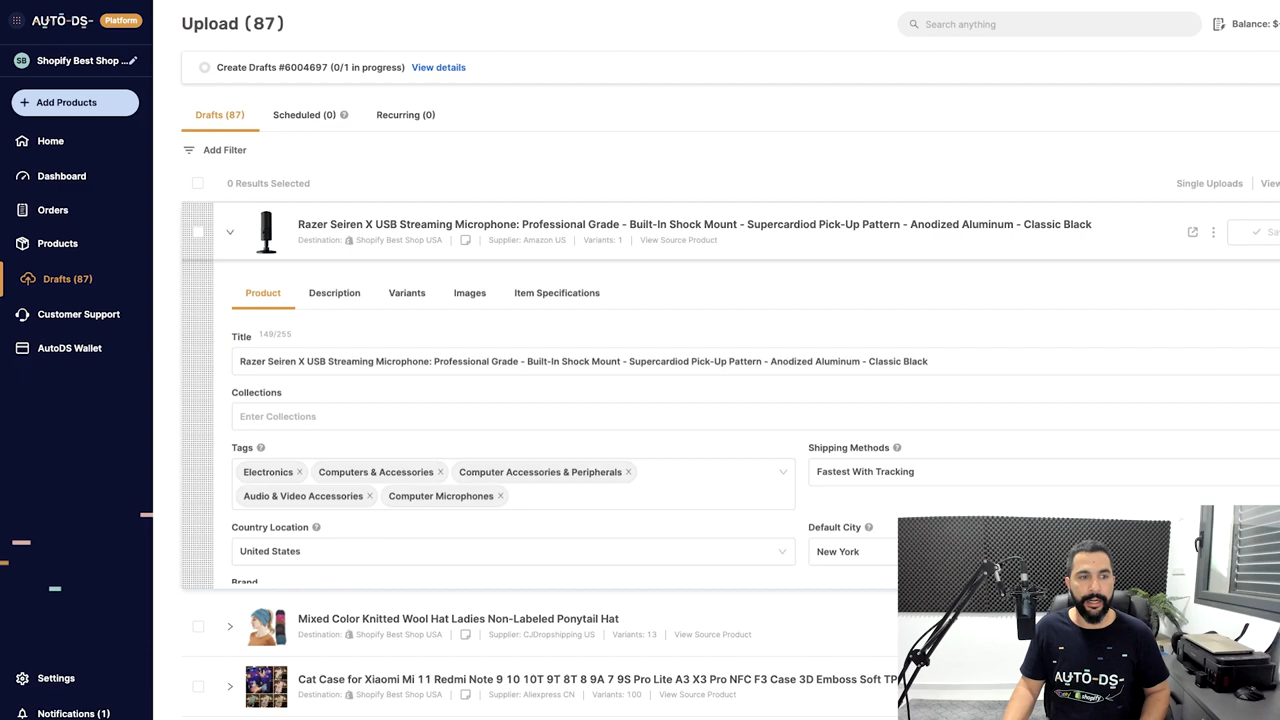 AUTO-DS- Platform
SB Shopify Best Shop ...
+ Add Products
Home
Dashboard
Orders
Products
Drafts (87)
Customer Support
AutoDS Wallet
Settings
Notifications (1)
Upload (87)
Search anything
Balance: $
Create Drafts #6004697 (0/1 in progress) View details
Drafts (87) Scheduled (0) ? Recurring (0)
Add Filter
0 Results Selected
Single Uploads
Razer Seiren X USB Streaming Microphone: Professional Grade - Built-In Shock Mount - Supercardiod Pick-Up Pattern - Anodized Aluminum - Classic Black
Destination: Shopify Best Shop USA Supplier: Amazon US Variants: 1 View Source Product
Product Description Variants Images Item Specifications
Title 149/255
Razer Seiren X USB Streaming Microphone: Professional Grade - Built-In Shock Mount - Supercardiod Pick-Up Pattern - Anodized Aluminum - Classic Black
Collections
Enter Collections
Tags ? Shipping Methods ?
Electronics × Computers & Accessories × Computer Accessories & Peripherals × Fastest With Tracking
Audio & Video Accessories × Computer Microphones ×
Country Location ? Default City ?
United States New York
Brand
Mixed Color Knitted Wool Hat Ladies Non-Labeled Ponytail Hat
Destination: Shopify Best Shop USA Supplier: CJDropshipping US Variants: 13 View Source Product
Cat Case for Xiaomi Mi 11 Redmi Note 9 10 10T 9T 8T 8 9A 7 9S Pro Lite A3 X3 Pro NFC F3 Case 3D Emboss Soft TP
Destination: Shopify Best Shop USA Supplier: Aliexpress CN Variants: 100 View Source Product
AUTO-DS-